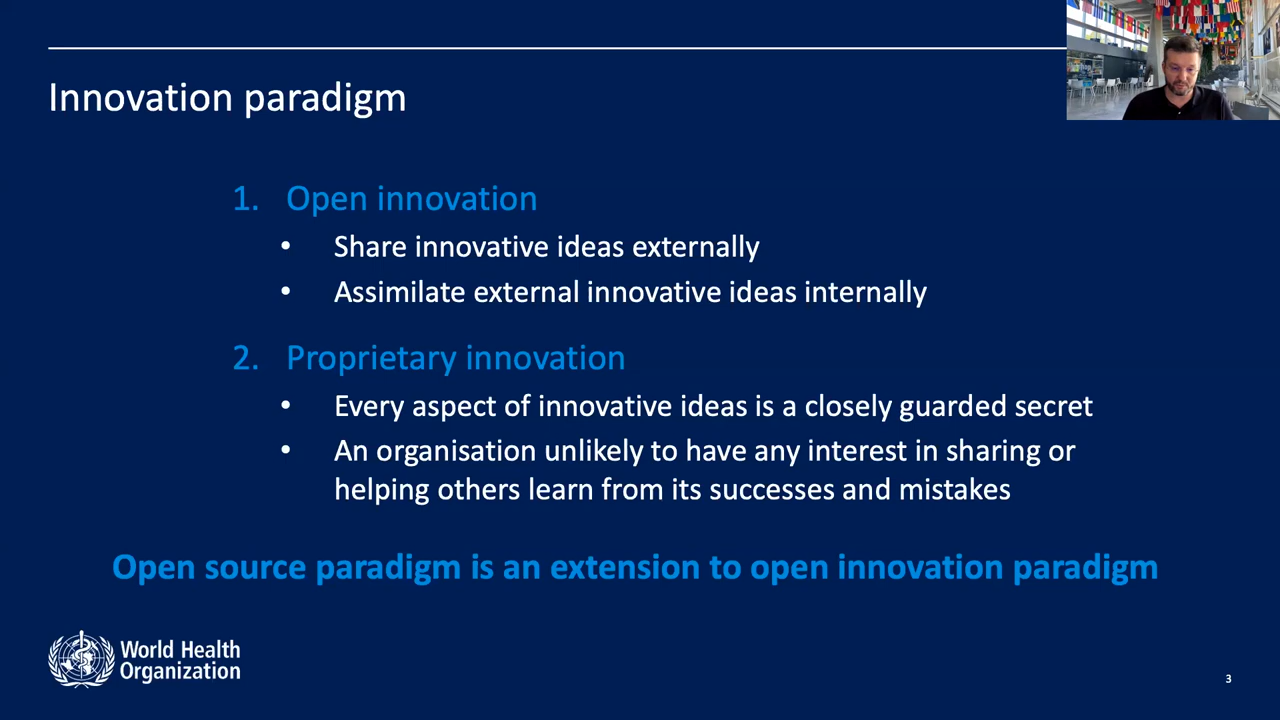 Innovation paradigm
1. Open innovation
• Share innovative ideas externally
• Assimilate external innovative ideas internally
2. Proprietary innovation
• Every aspect of innovative ideas is a closely guarded secret
• An organisation unlikely to have any interest in sharing or
helping others learn from its successes and mistakes
Open source paradigm is an extension to open innovation paradigm
World Health
Organization
3